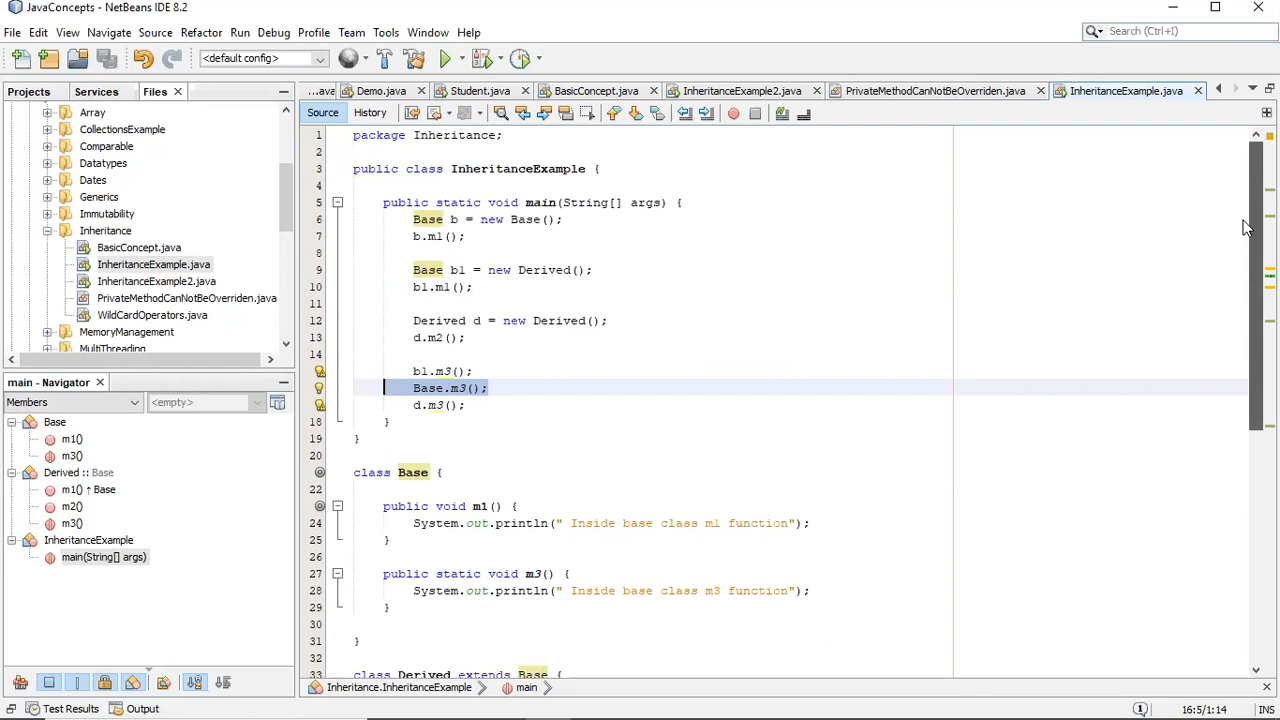 JavaConcepts - NetBeans IDE 8.2
File Edit View Navigate Source Refactor Run Debug Profile Team Tools Window Help
Search (Ctrl+I)
<default config>
Projects Services Files
.java Demo.java Student.java BasicConcept.java InheritanceExample2.java PrivateMethodCanNotBeOverriden.java InheritanceExample.java
Source History
Array
CollectionsExample
Comparable
Datatypes
Dates
Generics
Immutability
Inheritance
BasicConcept.java
InheritanceExample.java
InheritanceExample2.java
PrivateMethodCanNotBeOverriden.java
WildCardOperators.java
MemoryManagement
MultiThreading
main - Navigator
Members <empty>
Base
m1()
m3()
Derived :: Base
m1() ↑ Base
m2()
m3()
InheritanceExample
main(String[] args)
1 package Inheritance;
2
3 public class InheritanceExample {
4
5 public static void main(String[] args) {
6 Base b = new Base();
7 b.m1();
8
9 Base b1 = new Derived();
10 b1.m1();
11
12 Derived d = new Derived();
13 d.m2();
14
b1.m3();
Base.m3();
d.m3();
18 }
19 }
20
class Base {
22
public void m1() {
24 System.out.println(" Inside base class m1 function");
25 }
26
27 public static void m3() {
28 System.out.println(" Inside base class m3 function");
29 }
30
31 }
32
33 class Derived extends Base {
Inheritance.InheritanceExample main
Test Results Output
1 16:5/1:14 INS